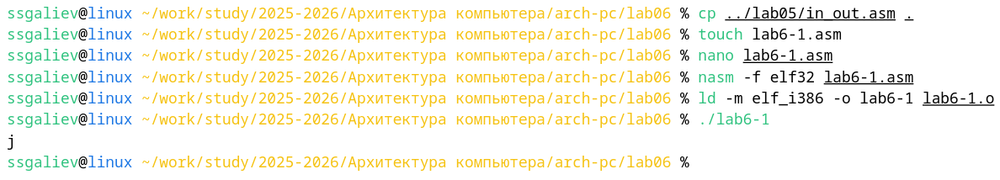 ssgaliev@linux ~/work/study/2025-2026/Архитектура компьютера/arch-pc/lab06 % cp ../lab05/in_out.asm .
ssgaliev@linux ~/work/study/2025-2026/Архитектура компьютера/arch-pc/lab06 % touch lab6-1.asm
ssgaliev@linux ~/work/study/2025-2026/Архитектура компьютера/arch-pc/lab06 % nano lab6-1.asm
ssgaliev@linux ~/work/study/2025-2026/Архитектура компьютера/arch-pc/lab06 % nasm -f elf32 lab6-1.asm
ssgaliev@linux ~/work/study/2025-2026/Архитектура компьютера/arch-pc/lab06 % ld -m elf_i386 -o lab6-1 lab6-1.o
ssgaliev@linux ~/work/study/2025-2026/Архитектура компьютера/arch-pc/lab06 % ./lab6-1
j
ssgaliev@linux ~/work/study/2025-2026/Архитектура компьютера/arch-pc/lab06 %